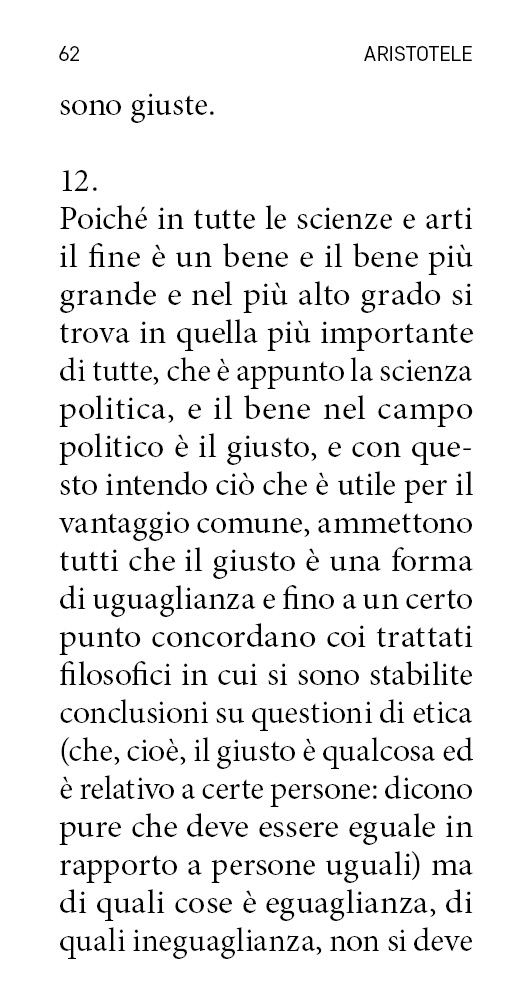 62 ARISTOTELE
sono giuste.
12.
Poiché in tutte le scienze e arti
il fine è un bene e il bene più
grande e nel più alto grado si
trova in quella più importante
di tutte, che è appunto la scienza
politica, e il bene nel campo
politico è il giusto, e con que-
sto intendo ciò che è utile per il
vantaggio comune, ammettono
tutti che il giusto è una forma
di uguaglianza e fino a un certo
punto concordano coi trattati
filosofici in cui si sono stabilite
conclusioni su questioni di etica
(che, cioè, il giusto è qualcosa ed
è relativo a certe persone: dicono
pure che deve essere eguale in
rapporto a persone uguali) ma
di quali cose è eguaglianza, di
quali ineguaglianza, non si deve